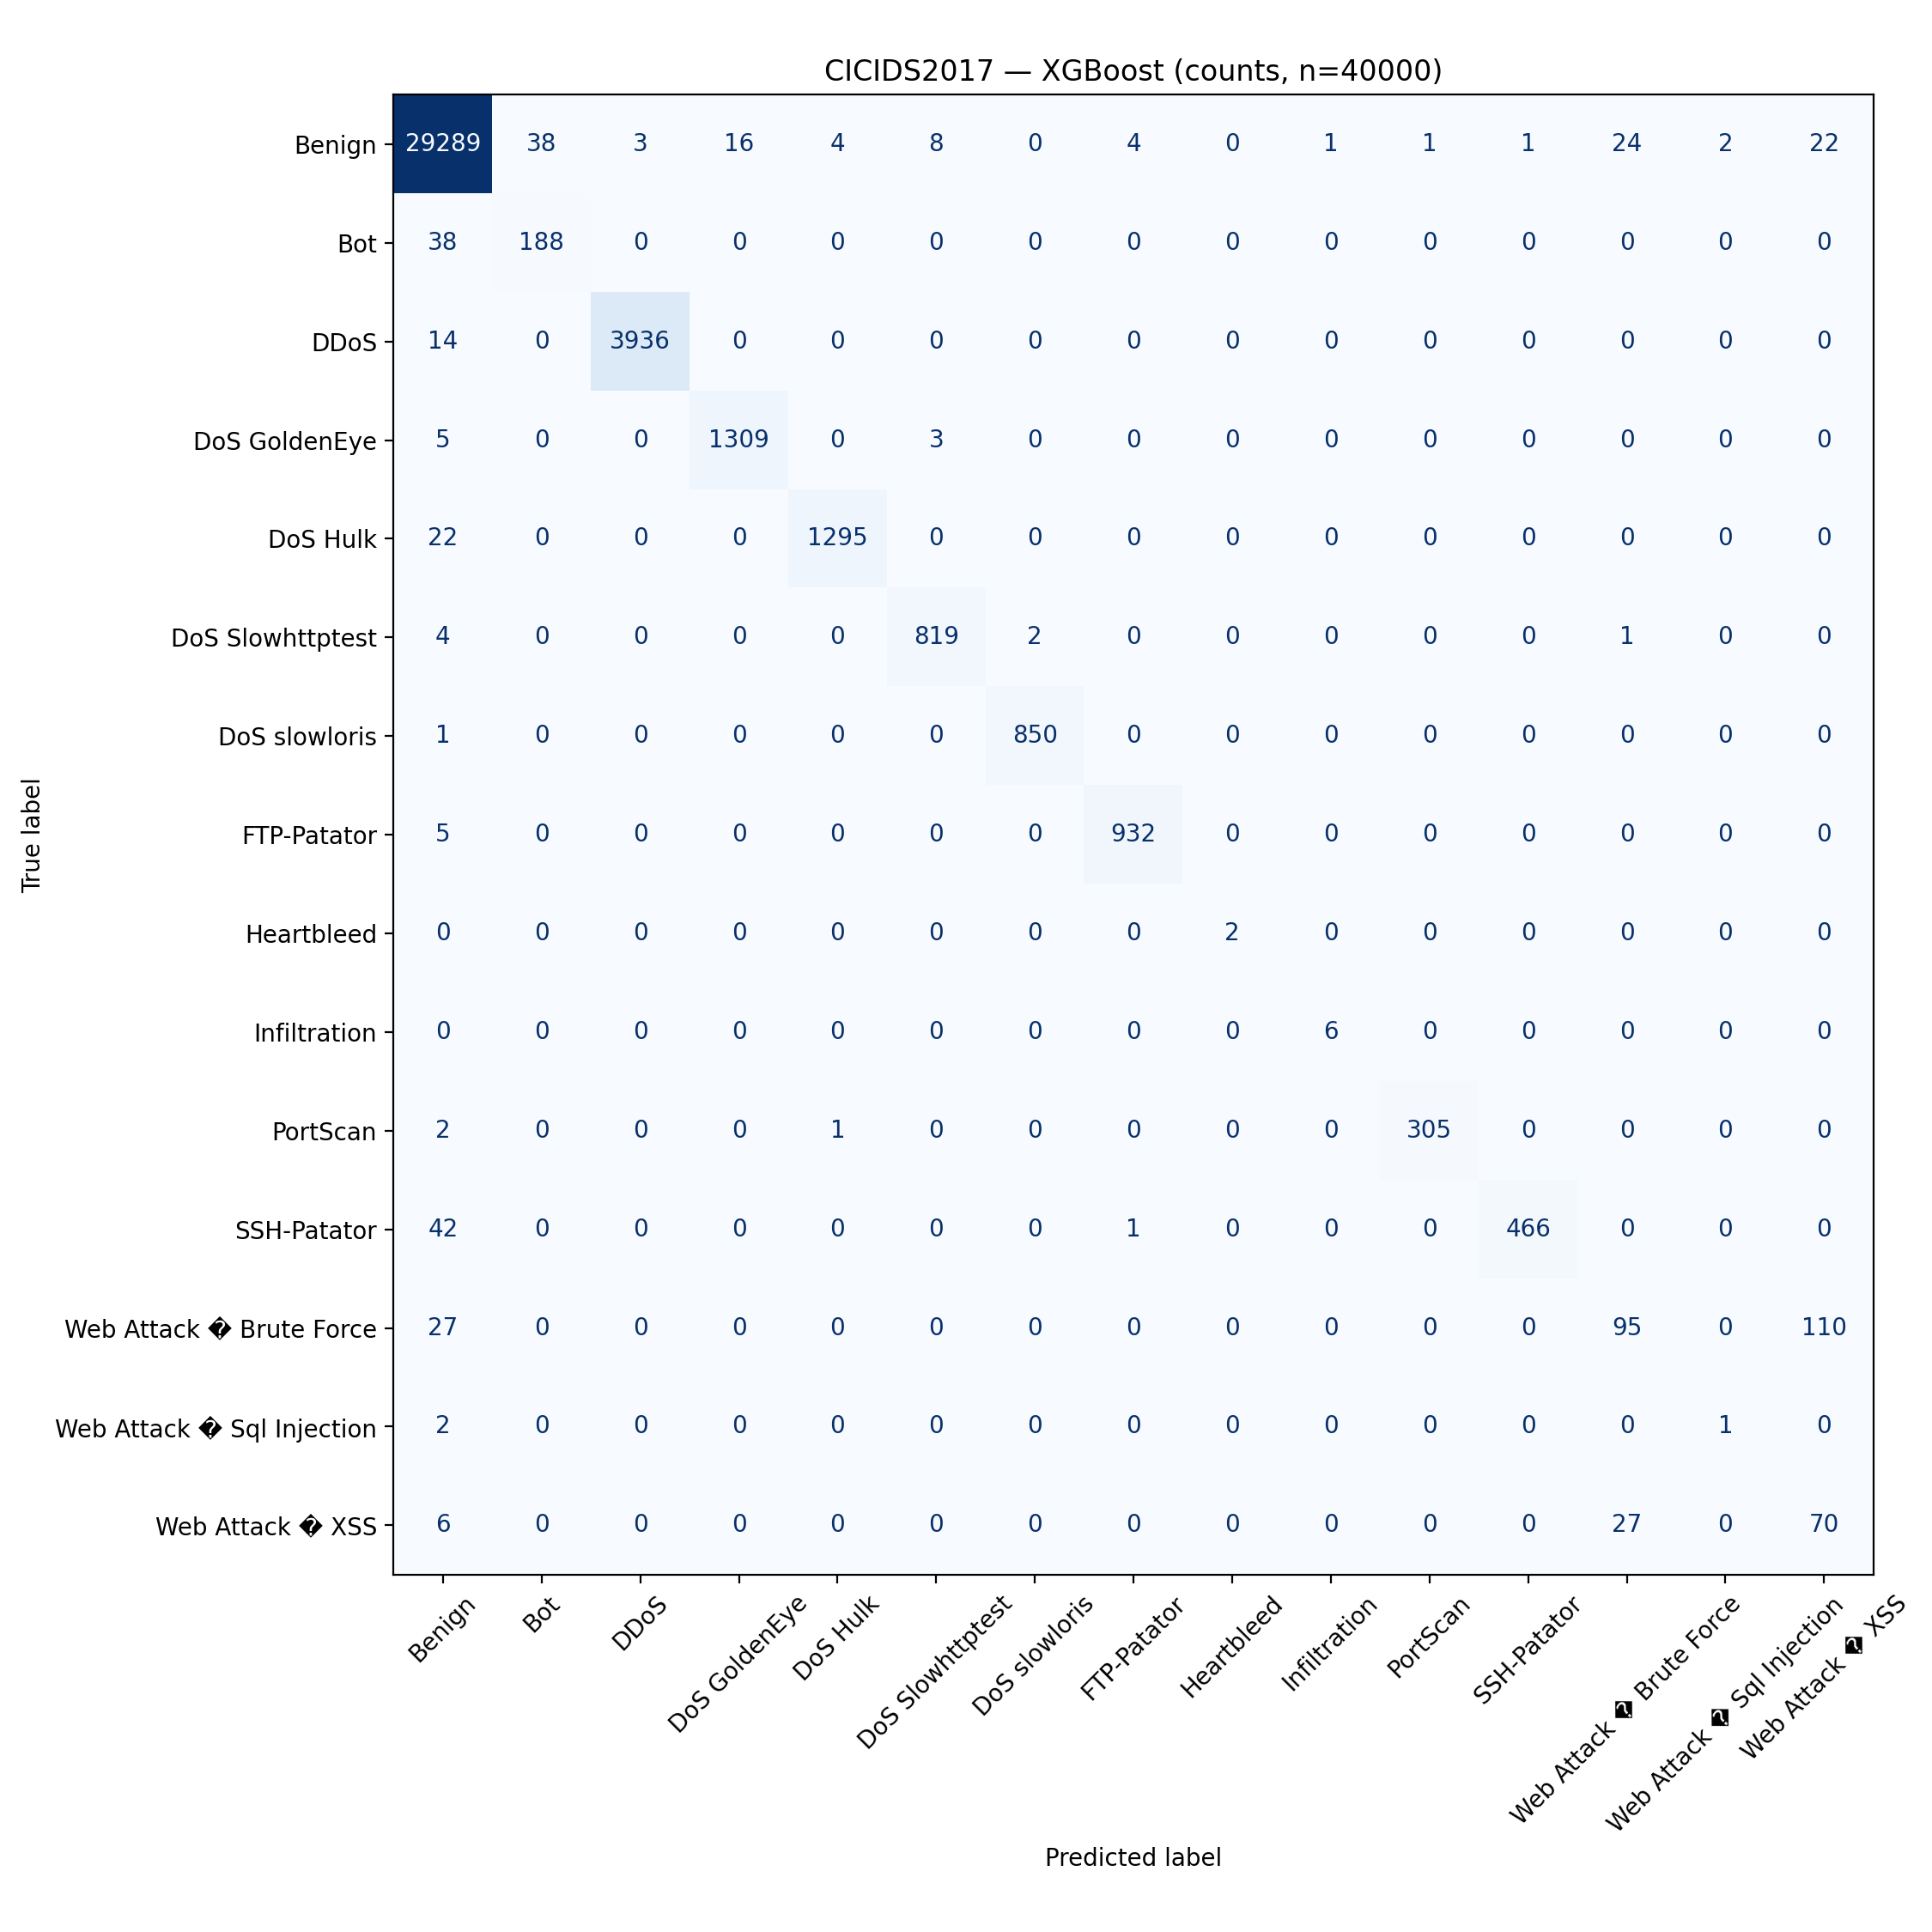 CICIDS2017 — XGBoost (counts, n=40000)
True label
Benign 29289 38 3 16 4 8 0 4 0 1 1 1 24 2 22
Bot 38 188 0 0 0 0 0 0 0 0 0 0 0 0 0
DDoS 14 0 3936 0 0 0 0 0 0 0 0 0 0 0 0
DoS GoldenEye 5 0 0 1309 0 3 0 0 0 0 0 0 0 0 0
DoS Hulk 22 0 0 0 1295 0 0 0 0 0 0 0 0 0 0
DoS Slowhttptest 4 0 0 0 0 819 2 0 0 0 0 0 1 0 0
DoS slowloris 1 0 0 0 0 0 850 0 0 0 0 0 0 0 0
FTP-Patator 5 0 0 0 0 0 0 932 0 0 0 0 0 0 0
Heartbleed 0 0 0 0 0 0 0 0 2 0 0 0 0 0 0
Infiltration 0 0 0 0 0 0 0 0 0 6 0 0 0 0 0
PortScan 2 0 0 0 1 0 0 0 0 0 305 0 0 0 0
SSH-Patator 42 0 0 0 0 0 0 1 0 0 0 466 0 0 0
Web Attack � Brute Force 27 0 0 0 0 0 0 0 0 0 0 0 95 0 110
Web Attack � Sql Injection 2 0 0 0 0 0 0 0 0 0 0 0 0 1 0
Web Attack � XSS 6 0 0 0 0 0 0 0 0 0 0 0 27 0 70
Benign
Bot
DDoS
DoS GoldenEye
DoS Hulk
DoS Slowhttptest
DoS slowloris
FTP-Patator
Heartbleed
Infiltration
PortScan
SSH-Patator
Web Attack � Brute Force
Web Attack � Sql Injection
Web Attack � XSS
Predicted label